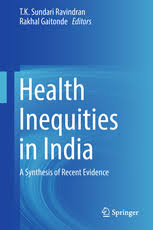 T.K. Sundari Ravindran
Rakhal Gaitonde Editors
Health
Inequities
in India
A Synthesis of Recent Evidence
Springer